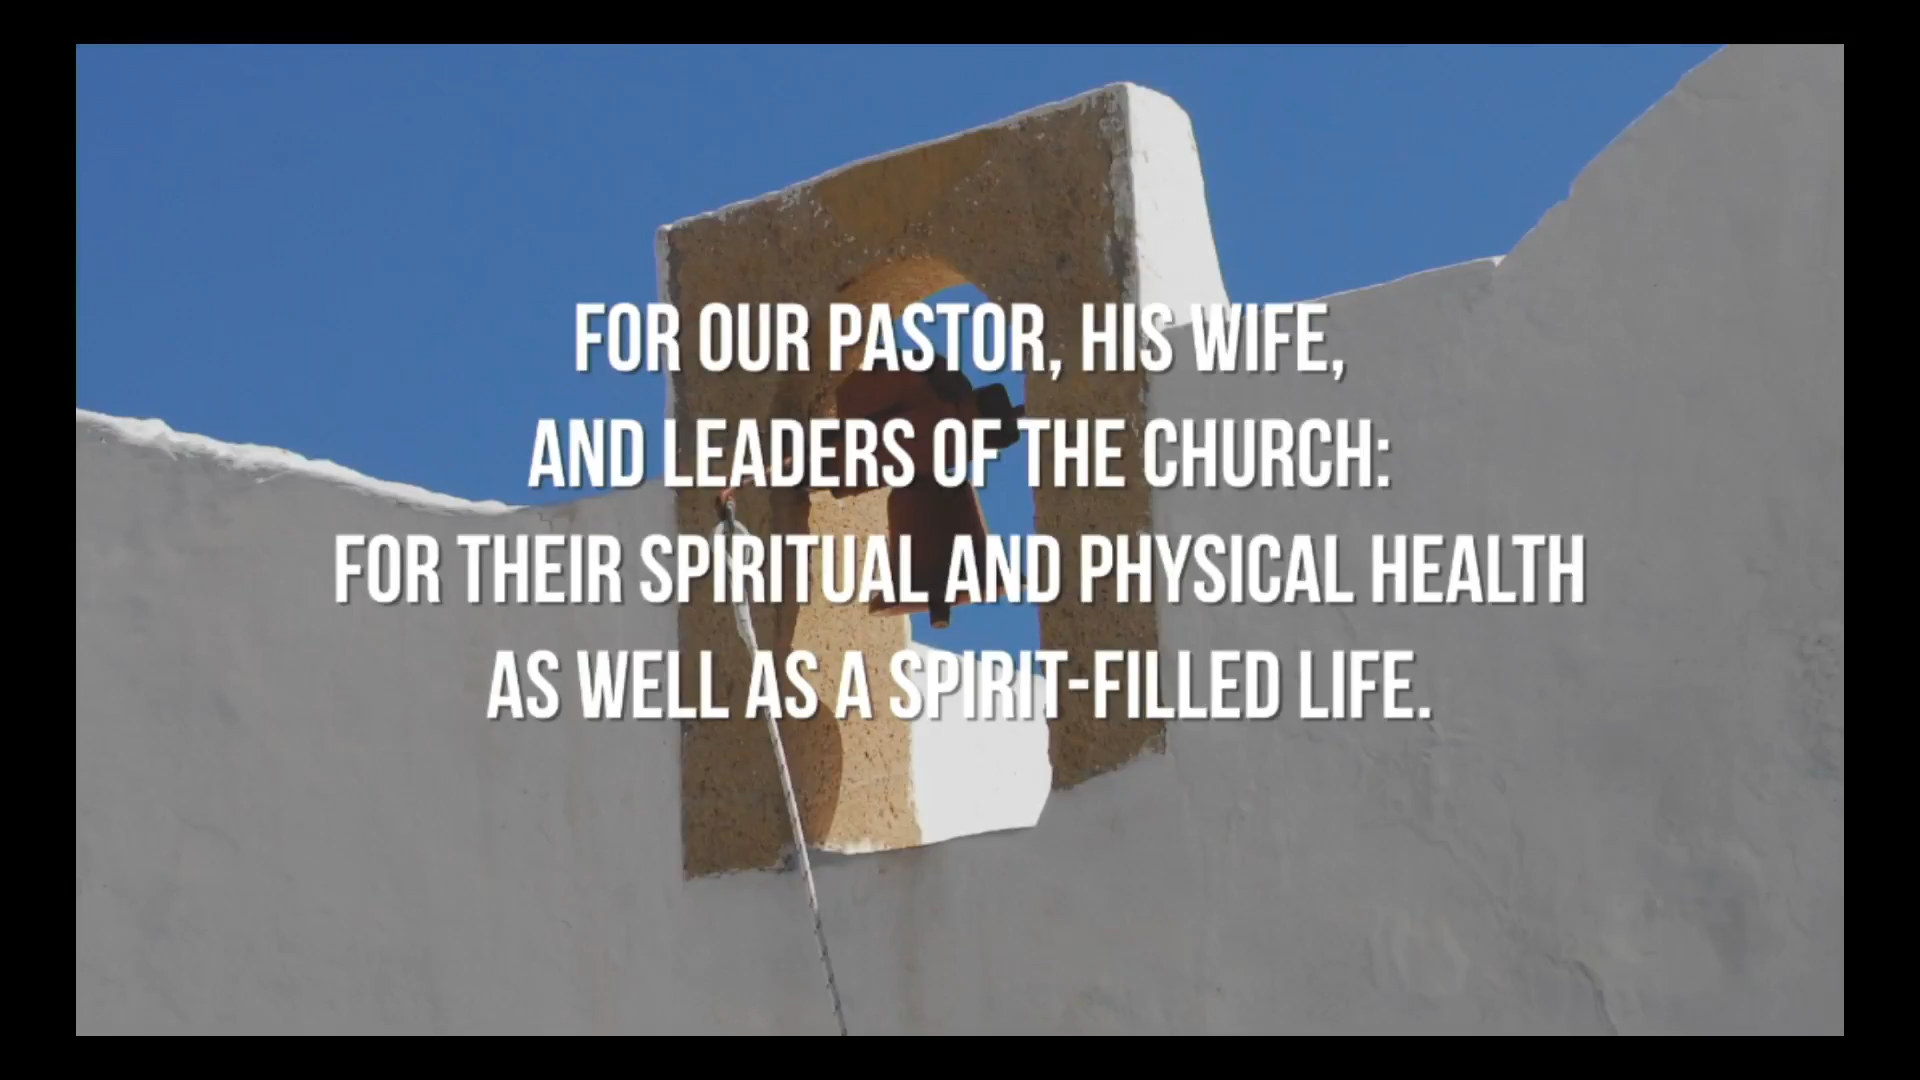 FOR OUR PASTOR, HIS WIFE,
AND LEADERS OF THE CHURCH:
FOR THEIR SPIRITUAL AND PHYSICAL HEALTH
AS WELL AS A SPIRIT-FILLED LIFE.